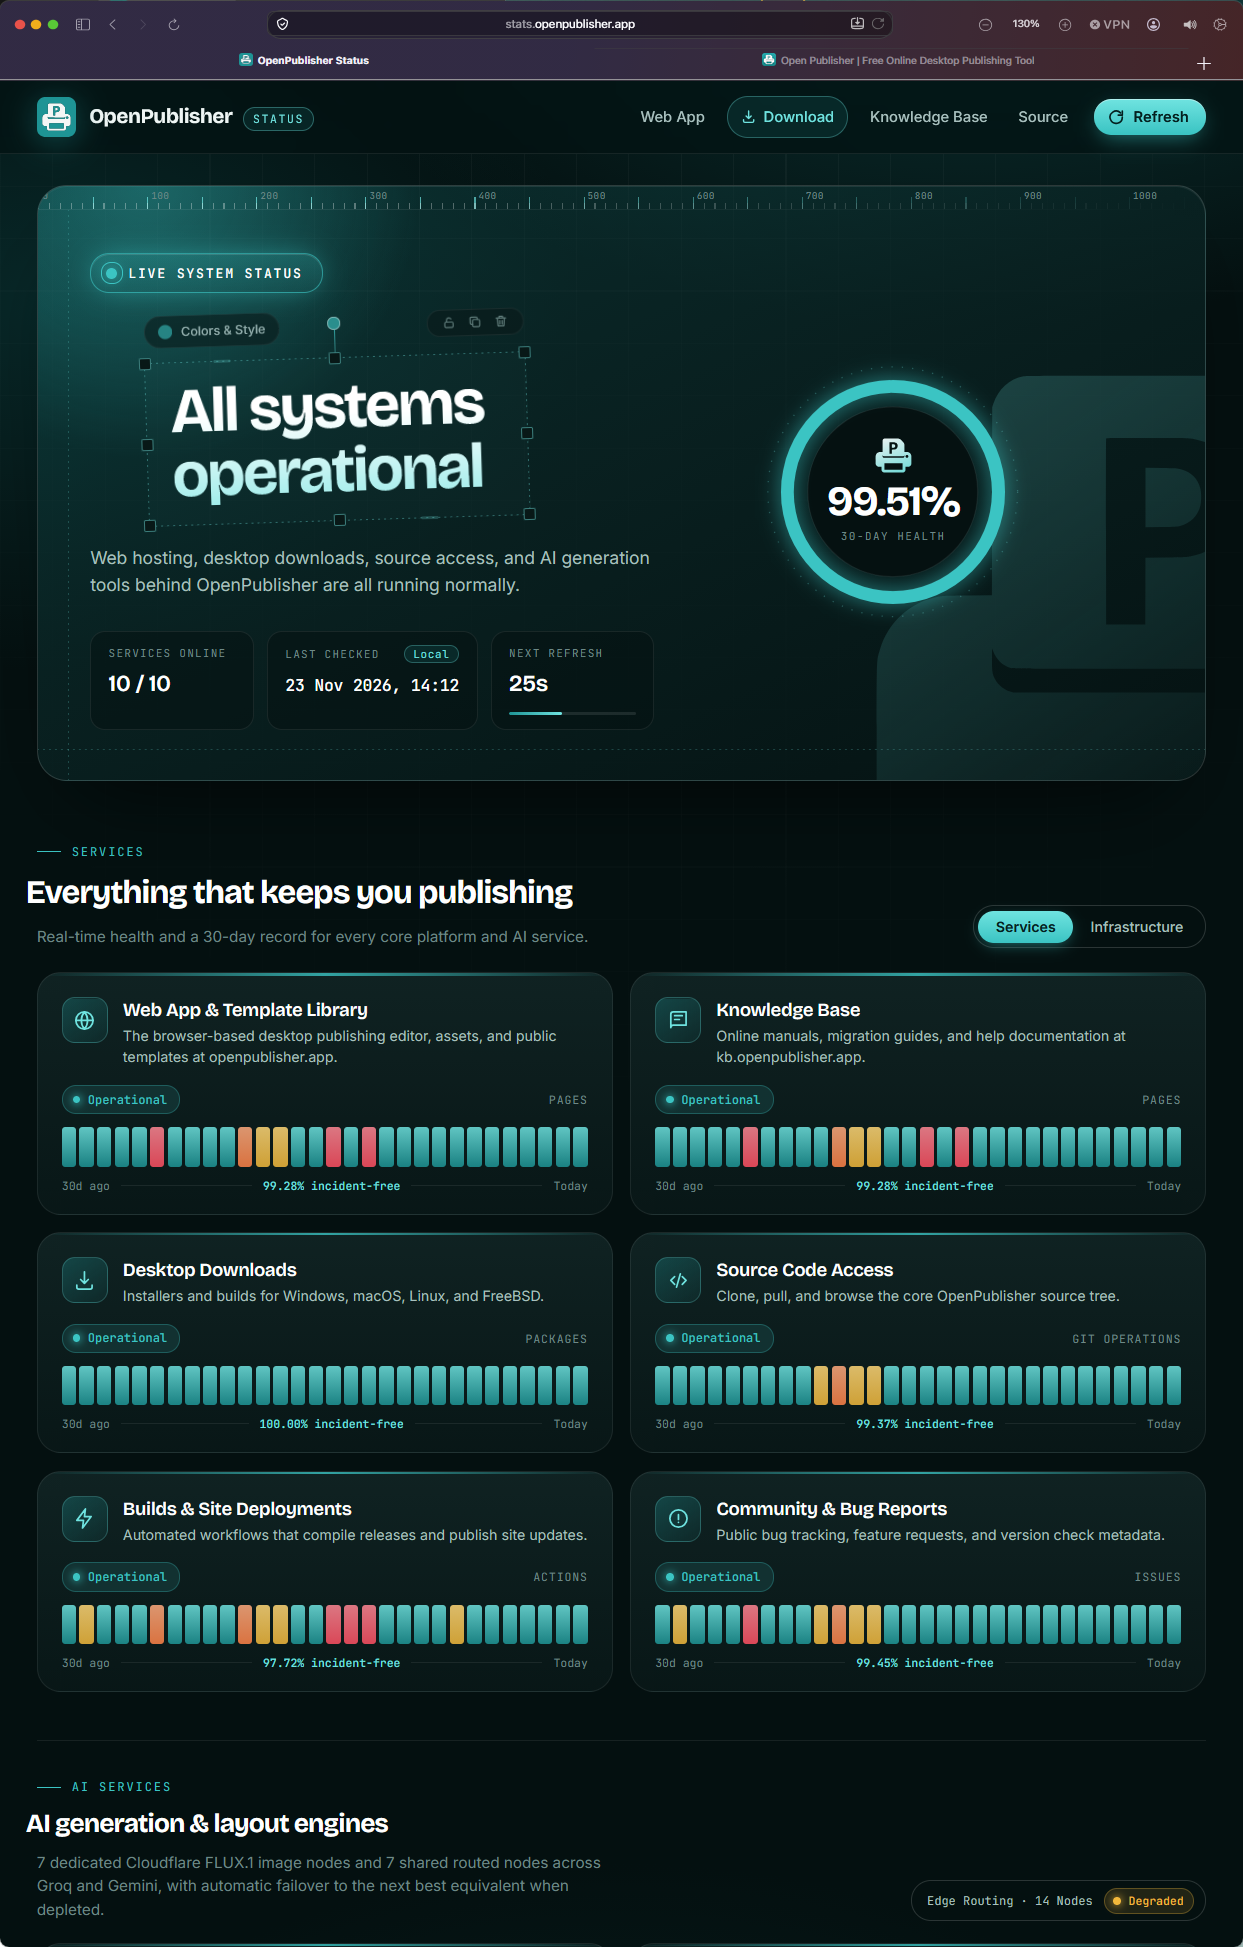 stats.openpublisher.app
130%
VPN
OpenPublisher Status
Open Publisher | Free Online Desktop Publishing Tool
P
OpenPublisher
STATUS
Web App
Download
Knowledge Base
Source
Refresh
100 200 300 400 500 600 700 800 900 1000
LIVE SYSTEM STATUS
Colors & Style
All systems
operational
P
99.51%
30-DAY HEALTH
P
Web hosting, desktop downloads, source access, and AI generation
tools behind OpenPublisher are all running normally.
SERVICES ONLINE
10 / 10
LAST CHECKED
Local
23 Nov 2026, 14:12
NEXT REFRESH
25s
SERVICES
Everything that keeps you publishing
Real-time health and a 30-day record for every core platform and AI service.
Services
Infrastructure
Web App & Template Library
The browser-based desktop publishing editor, assets, and public
templates at openpublisher.app.
Operational
PAGES
30d ago
99.28% incident-free
Today
Knowledge Base
Online manuals, migration guides, and help documentation at
kb.openpublisher.app.
Operational
PAGES
30d ago
99.28% incident-free
Today
Desktop Downloads
Installers and builds for Windows, macOS, Linux, and FreeBSD.
Operational
PACKAGES
30d ago
100.00% incident-free
Today
Source Code Access
Clone, pull, and browse the core OpenPublisher source tree.
Operational
GIT OPERATIONS
30d ago
99.37% incident-free
Today
Builds & Site Deployments
Automated workflows that compile releases and publish site updates.
Operational
ACTIONS
30d ago
97.72% incident-free
Today
Community & Bug Reports
Public bug tracking, feature requests, and version check metadata.
Operational
ISSUES
30d ago
99.45% incident-free
Today
AI SERVICES
AI generation & layout engines
7 dedicated Cloudflare FLUX.1 image nodes and 7 shared routed nodes across
Groq and Gemini, with automatic failover to the next best equivalent when
depleted.
Edge Routing · 14 Nodes
Degraded